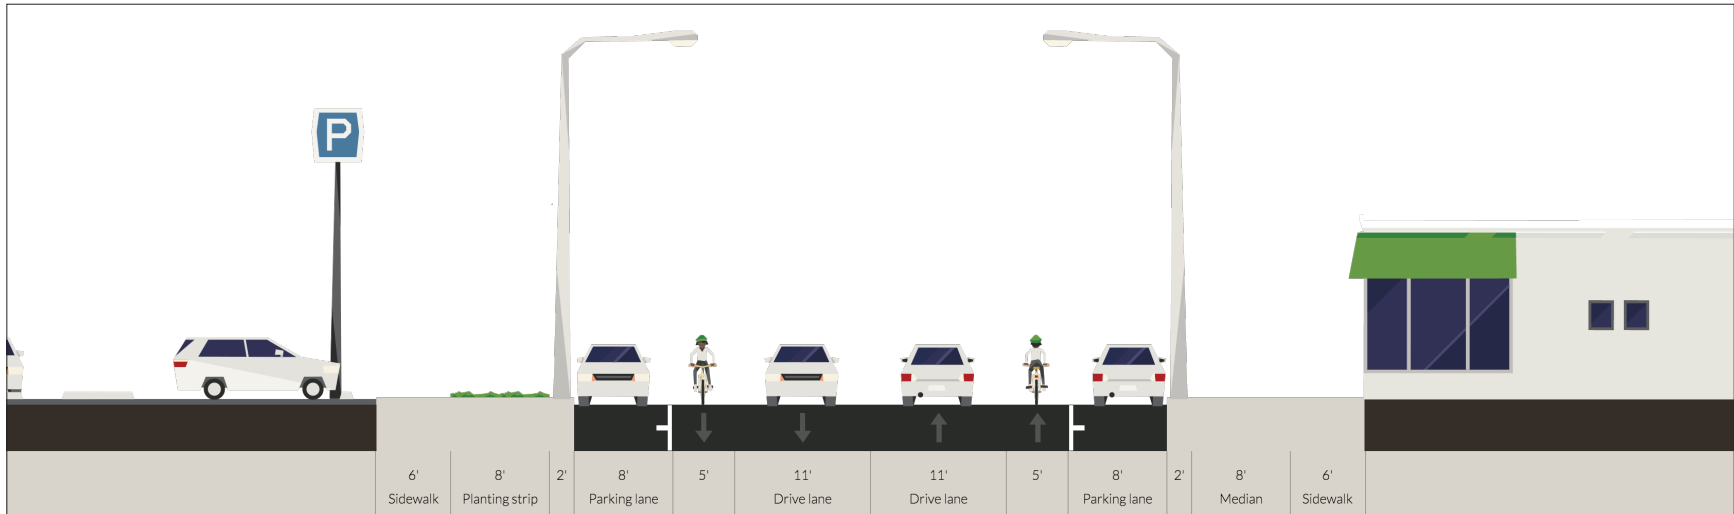 P
6' 8' 2' 8' 5' 11' 11' 5' 8' 2' 8' 6'
Sidewalk Planting strip Parking lane Drive lane Drive lane Parking lane Median Sidewalk